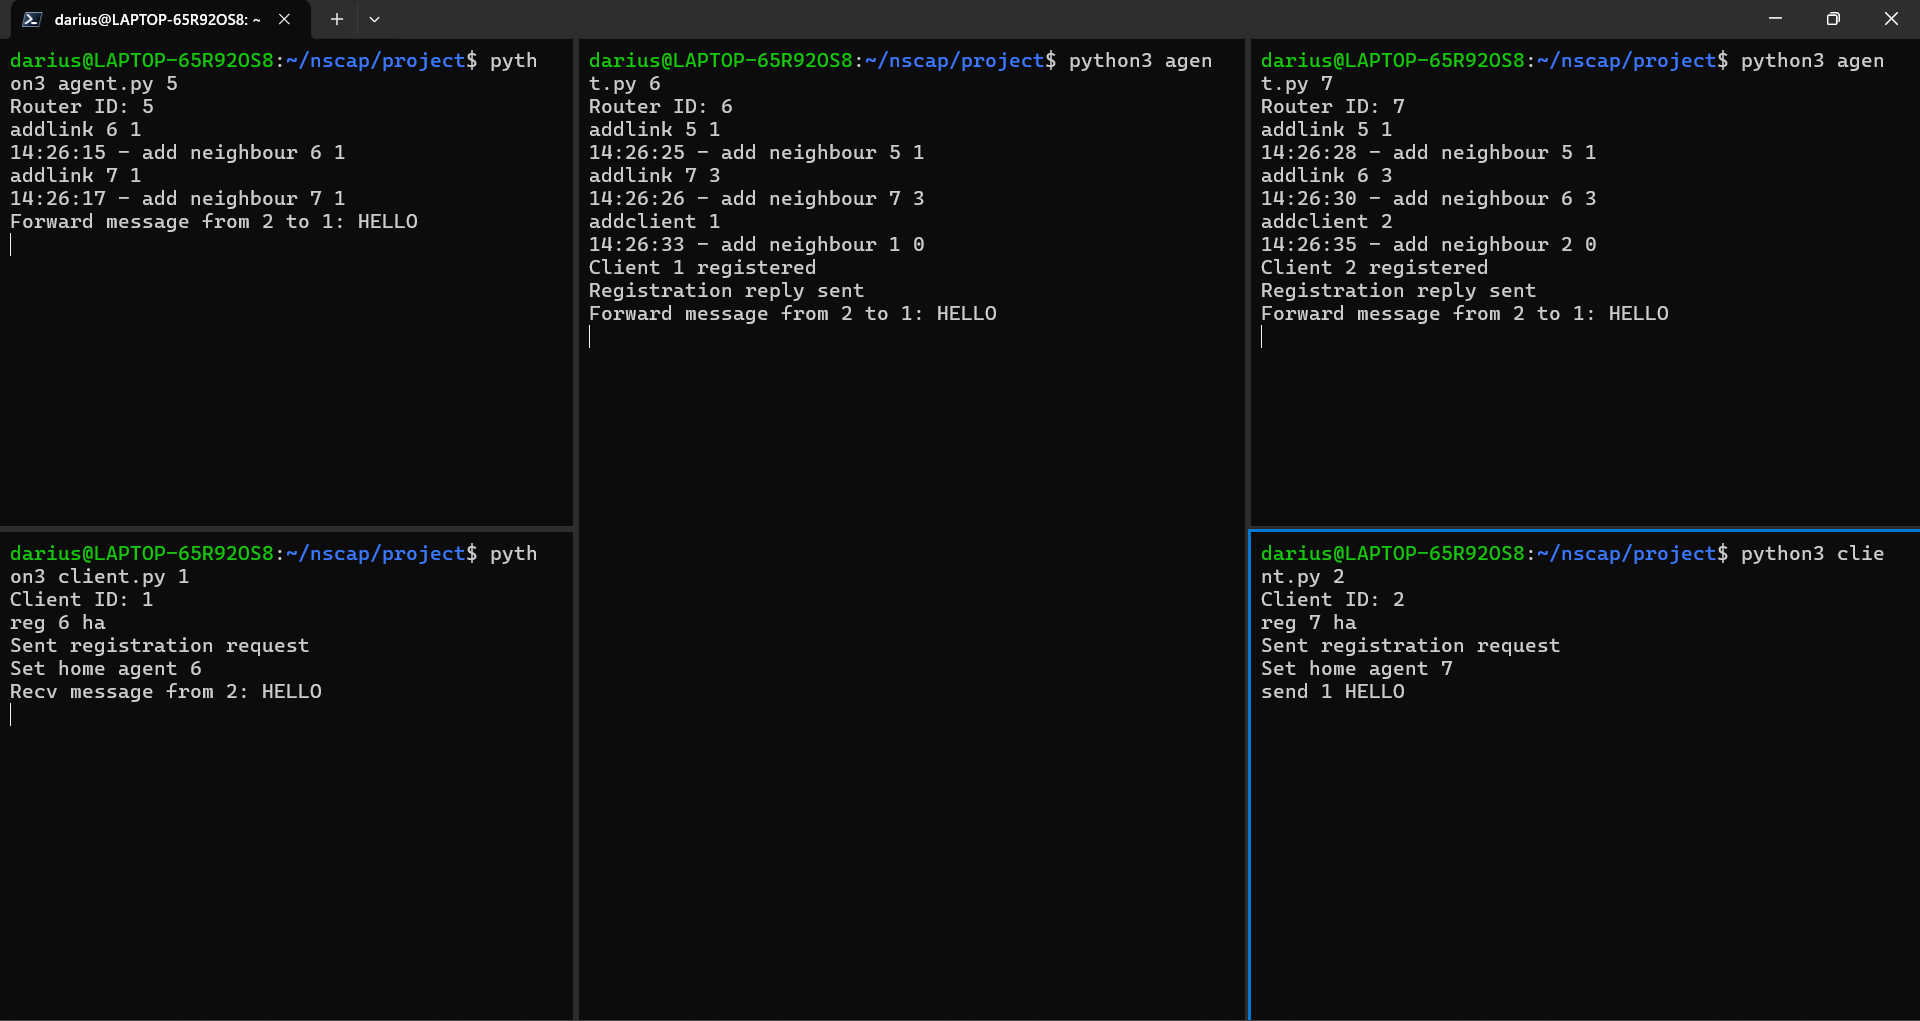 darius@LAPTOP-65R92OS8: ~
darius@LAPTOP-65R92OS8:~/nscap/project$ pyth
on3 agent.py 5
Router ID: 5
addlink 6 1
14:26:15 - add neighbour 6 1
addlink 7 1
14:26:17 - add neighbour 7 1
Forward message from 2 to 1: HELLO
darius@LAPTOP-65R92OS8:~/nscap/project$ python3 agen
t.py 6
Router ID: 6
addlink 5 1
14:26:25 - add neighbour 5 1
addlink 7 3
14:26:26 - add neighbour 7 3
addclient 1
14:26:33 - add neighbour 1 0
Client 1 registered
Registration reply sent
Forward message from 2 to 1: HELLO
darius@LAPTOP-65R92OS8:~/nscap/project$ python3 agen
t.py 7
Router ID: 7
addlink 5 1
14:26:28 - add neighbour 5 1
addlink 6 3
14:26:30 - add neighbour 6 3
addclient 2
14:26:35 - add neighbour 2 0
Client 2 registered
Registration reply sent
Forward message from 2 to 1: HELLO
darius@LAPTOP-65R92OS8:~/nscap/project$ pyth
on3 client.py 1
Client ID: 1
reg 6 ha
Sent registration request
Set home agent 6
Recv message from 2: HELLO
darius@LAPTOP-65R92OS8:~/nscap/project$ python3 clie
nt.py 2
Client ID: 2
reg 7 ha
Sent registration request
Set home agent 7
send 1 HELLO